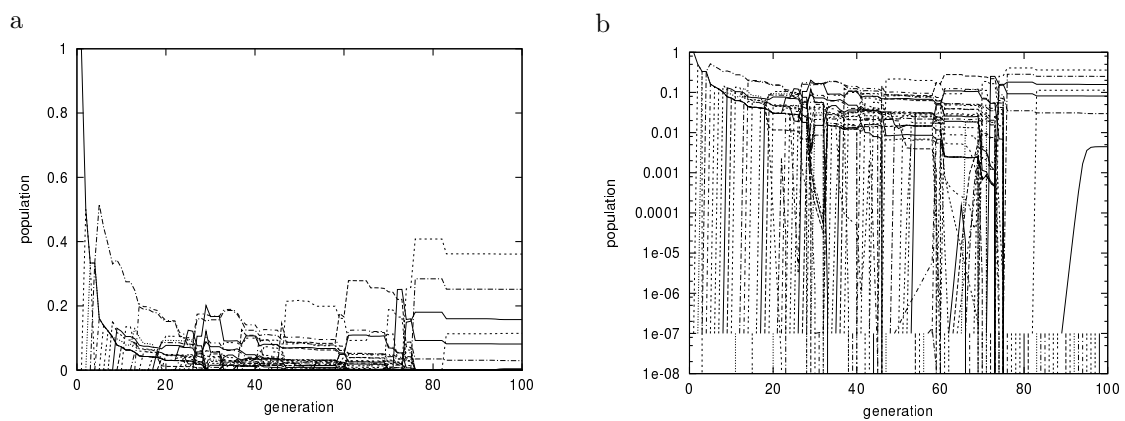 a
1
0.8
0.6
0.4
0.2
0
population
0 20 40 60 80 100
generation
b
1
0.1
0.01
0.001
0.0001
1e-05
1e-06
1e-07
1e-08
population
0 20 40 60 80 100
generation